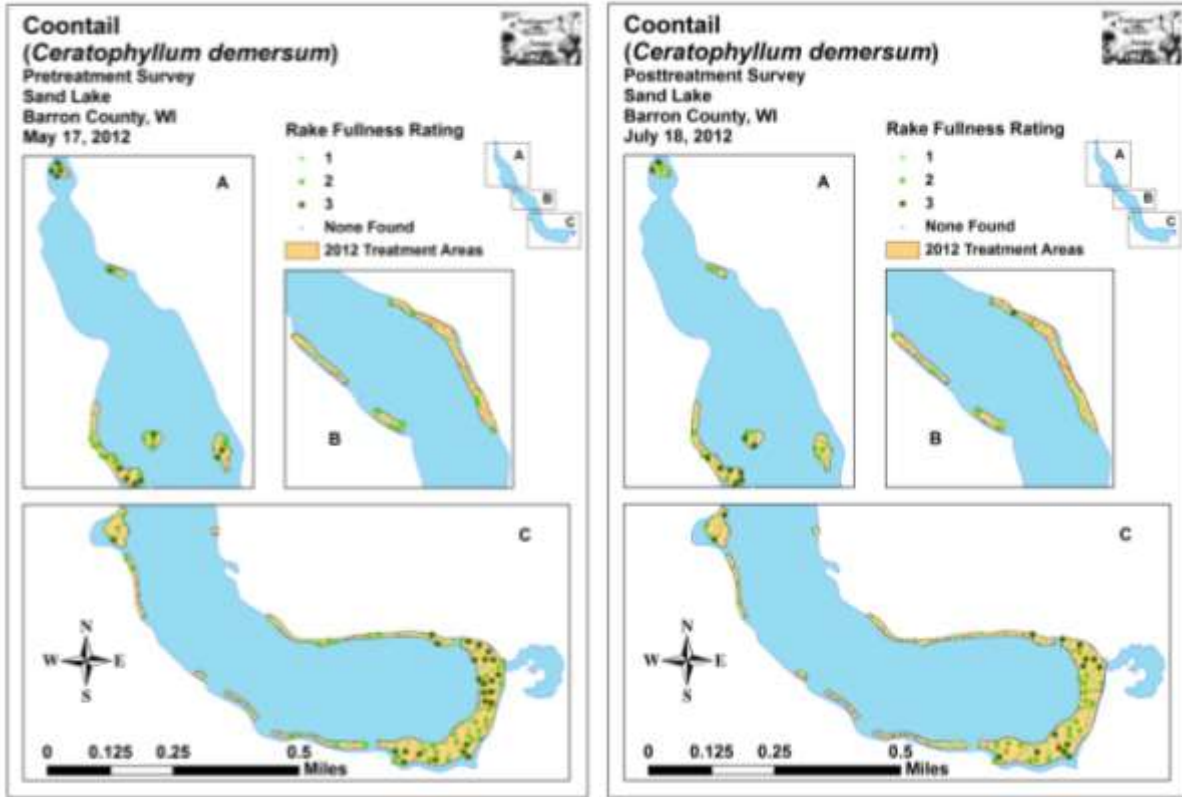 Coontail
(Ceratophyllum demersum)
Pretreatment Survey
Sand Lake
Barron County, WI
May 17, 2012
Rake Fullness Rating
1
2
3
None Found
2012 Treatment Areas
A
B
C
A
B
C
N
W E
S
0 0.125 0.25 0.5
Miles
Coontail
(Ceratophyllum demersum)
Posttreatment Survey
Sand Lake
Barron County, WI
July 18, 2012
Rake Fullness Rating
1
2
3
None Found
2012 Treatment Areas
A
B
C
A
B
C
N
W E
S
0 0.125 0.25 0.5
Miles